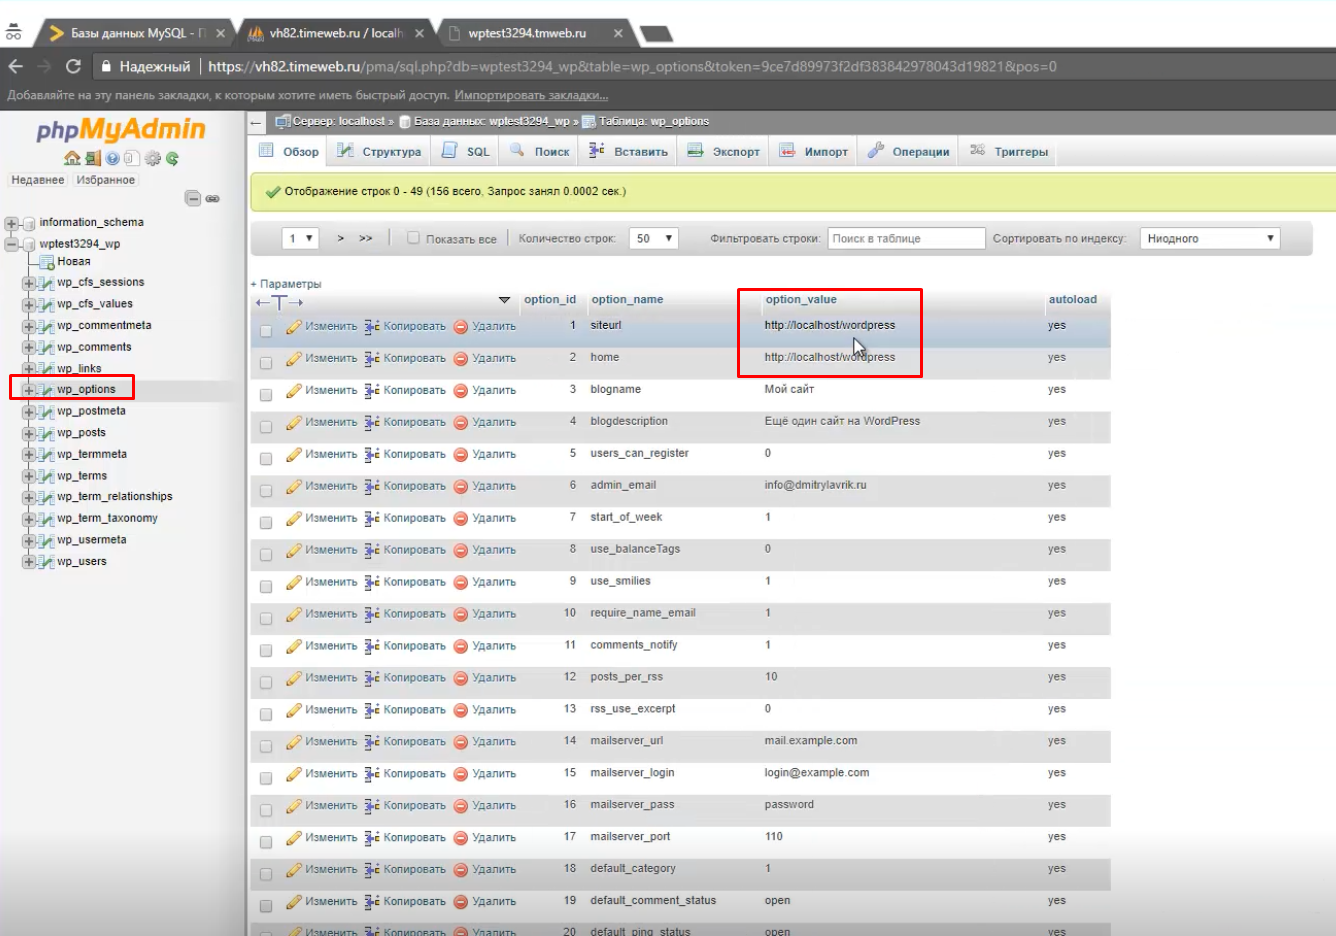 Базы данных MySQL - П
vh82.timeweb.ru / localh
wptest3294.tmweb.ru
Надежный https://vh82.timeweb.ru/pma/sql.php?db=wptest3294_wp&table=wp_options&token=9ce7d89973f2df383842978043d19821&pos=0
Добавляйте на эту панель закладки, к которым хотите иметь быстрый доступ. Импортировать закладки...
phpMyAdmin
Недавнее Избранное
information_schema
wptest3294_wp
Новая
wp_cfs_sessions
wp_cfs_values
wp_commentmeta
wp_comments
wp_links
wp_options
wp_postmeta
wp_posts
wp_termmeta
wp_terms
wp_term_relationships
wp_term_taxonomy
wp_usermeta
wp_users
Сервер: localhost » База данных: wptest3294_wp » Таблица: wp_options
Обзор Структура SQL Поиск Вставить Экспорт Импорт Операции Триггеры
Отображение строк 0 - 49 (156 всего, Запрос занял 0.0002 сек.)
1 > >> Показать все Количество строк: 50 Фильтровать строки: Поиск в таблице Сортировать по индексу: Ниодного
+ Параметры
←T→ option_id option_name option_value autoload
Изменить Копировать Удалить 1 siteurl http://localhost/wordpress yes
Изменить Копировать Удалить 2 home http://localhost/wordpress yes
Изменить Копировать Удалить 3 blogname Мой сайт yes
Изменить Копировать Удалить 4 blogdescription Ещё один сайт на WordPress yes
Изменить Копировать Удалить 5 users_can_register 0 yes
Изменить Копировать Удалить 6 admin_email info@dmitrylavrik.ru yes
Изменить Копировать Удалить 7 start_of_week 1 yes
Изменить Копировать Удалить 8 use_balanceTags 0 yes
Изменить Копировать Удалить 9 use_smilies 1 yes
Изменить Копировать Удалить 10 require_name_email 1 yes
Изменить Копировать Удалить 11 comments_notify 1 yes
Изменить Копировать Удалить 12 posts_per_rss 10 yes
Изменить Копировать Удалить 13 rss_use_excerpt 0 yes
Изменить Копировать Удалить 14 mailserver_url mail.example.com yes
Изменить Копировать Удалить 15 mailserver_login login@example.com yes
Изменить Копировать Удалить 16 mailserver_pass password yes
Изменить Копировать Удалить 17 mailserver_port 110 yes
Изменить Копировать Удалить 18 default_category 1 yes
Изменить Копировать Удалить 19 default_comment_status open yes
Изменить Копировать Удалить 20 default_ping_status open yes